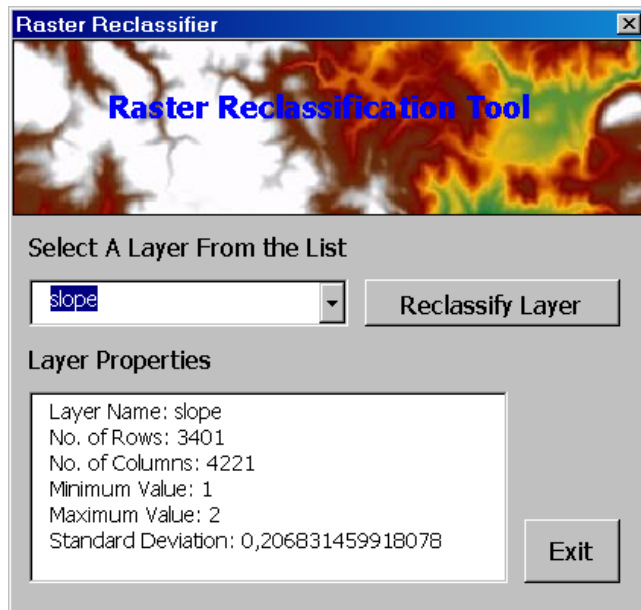 Raster Reclassifier
Raster Reclassification Tool
Select A Layer From the List
slope
Reclassify Layer
Layer Properties
Layer Name: slope
No. of Rows: 3401
No. of Columns: 4221
Minimum Value: 1
Maximum Value: 2
Standard Deviation: 0,206831459918078
Exit